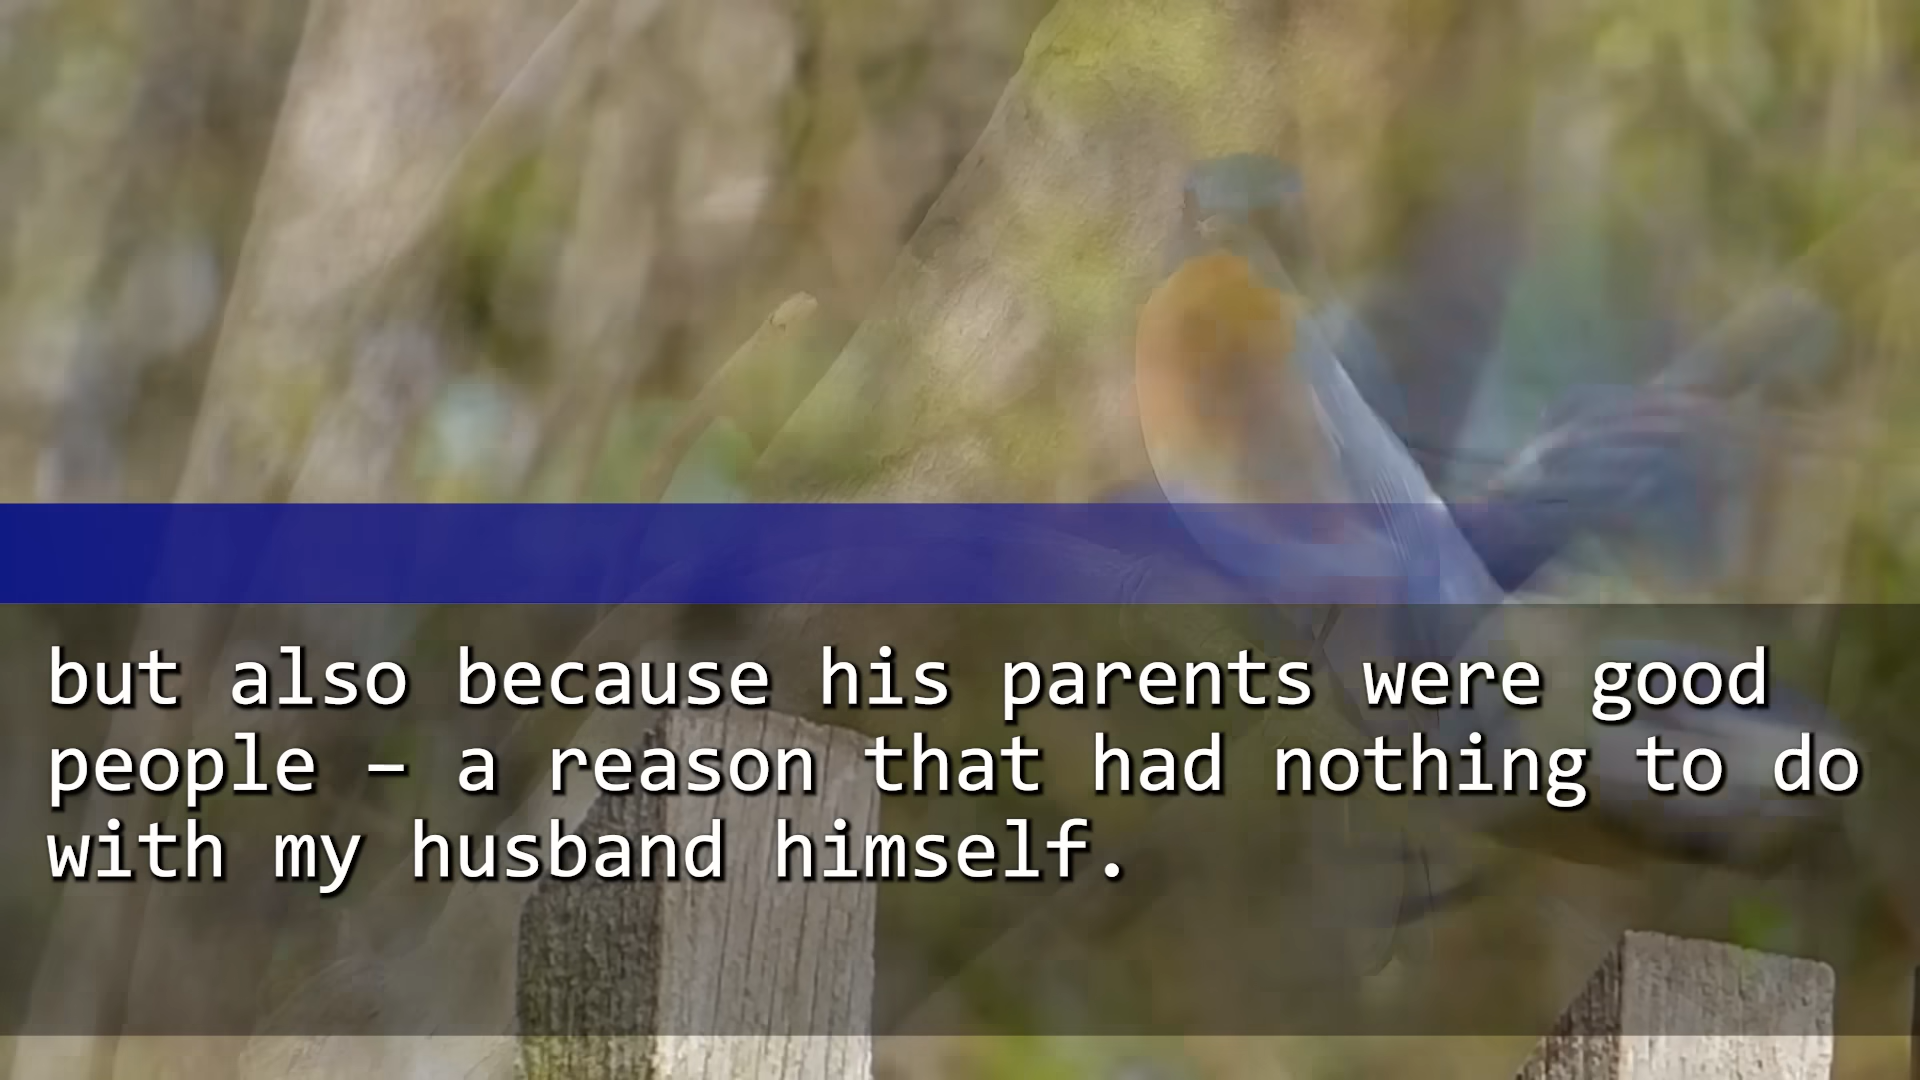 but also because his parents were good
people – a reason that had nothing to do
with my husband himself.